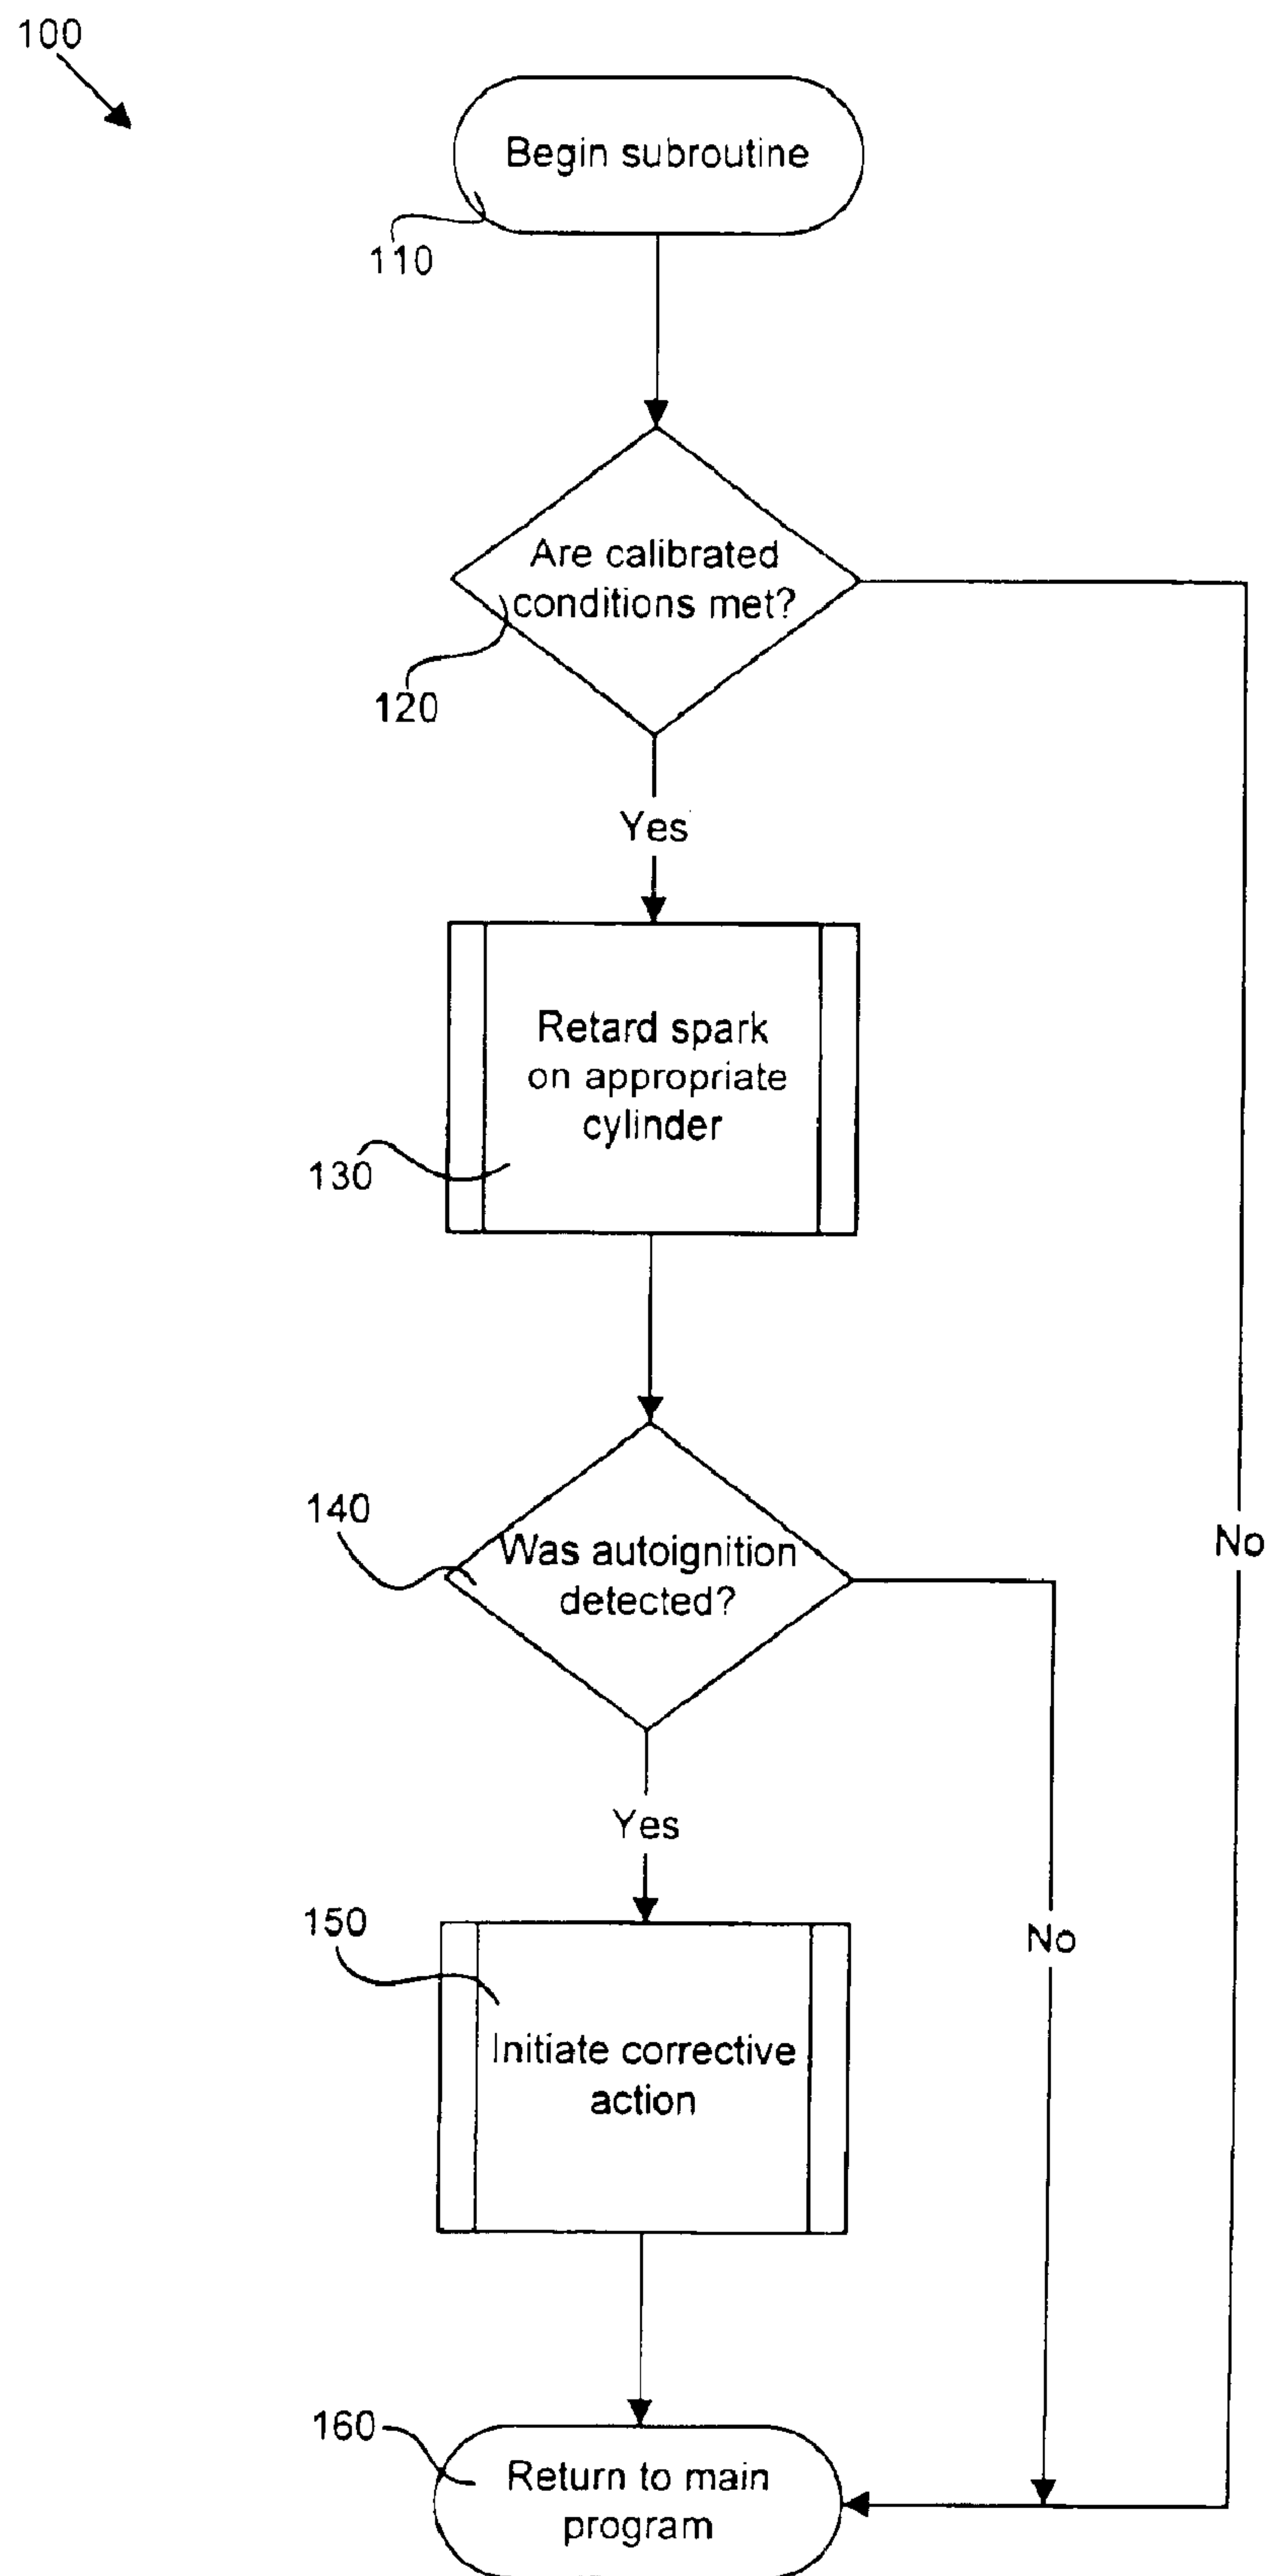 100
Begin subroutine
110
Are calibrated
conditions met?
120
Yes
Retard spark
on appropriate
cylinder
130
140
Was autoignition
detected?
No
Yes
150
No
Initiate corrective
action
160
Return to main
program